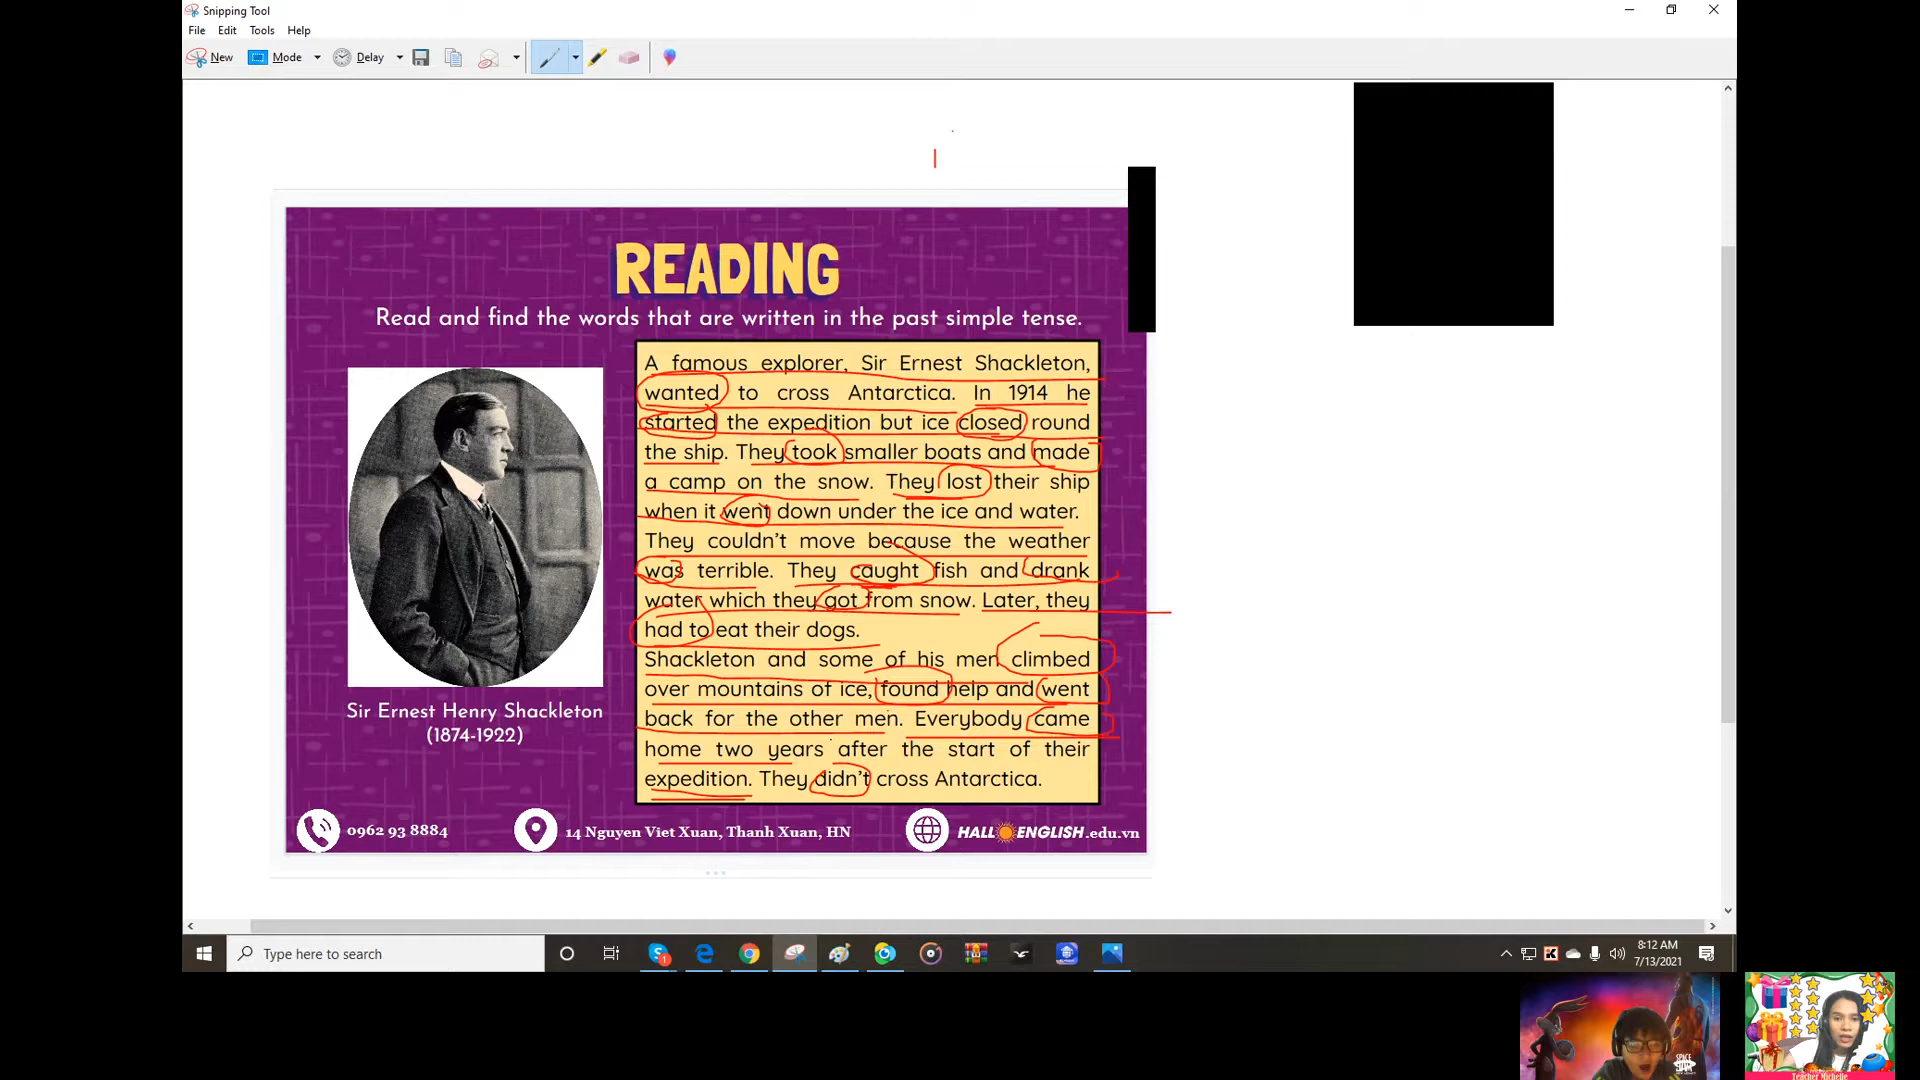 Snipping Tool
File Edit Tools Help
New Mode Delay
READING
Read and find the words that are written in the past simple tense.
A famous explorer, Sir Ernest Shackleton,
wanted to cross Antarctica. In 1914 he
started the expedition but ice closed round
the ship. They took smaller boats and made
a camp on the snow. They lost their ship
when it went down under the ice and water.
They couldn't move because the weather
was terrible. They caught fish and drank
water which they got from snow. Later, they
had to eat their dogs.
Shackleton and some of his men climbed
over mountains of ice, found help and went
back for the other men. Everybody came
home two years after the start of their
expedition. They didn't cross Antarctica.
Sir Ernest Henry Shackleton
(1874-1922)
0962 93 8884
14 Nguyen Viet Xuan, Thanh Xuan, HN
HALLO ENGLISH.edu.vn
Type here to search
8:12 AM
7/13/2021
SPACE JAM
Teacher Michelle